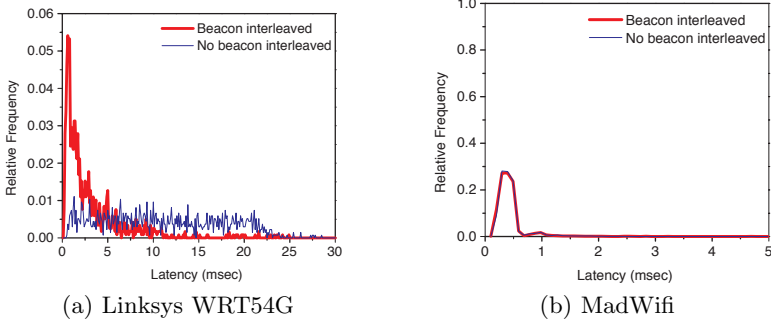 Beacon interleaved
No beacon interleaved
Relative Frequency
0.06
0.05
0.04
0.03
0.02
0.01
0.00
0 5 10 15 20 25 30
Latency (msec)
(a) Linksys WRT54G
Beacon interleaved
No beacon interleaved
Relative Frequency
1.0
0.8
0.6
0.4
0.2
0.0
0 1 2 3 4 5
Latency (msec)
(b) MadWifi